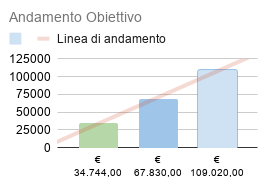 Andamento Obiettivo
Linea di andamento
125000
100000
75000
50000
25000
0
€ € €
34.744,00 67.830,00 109.020,00